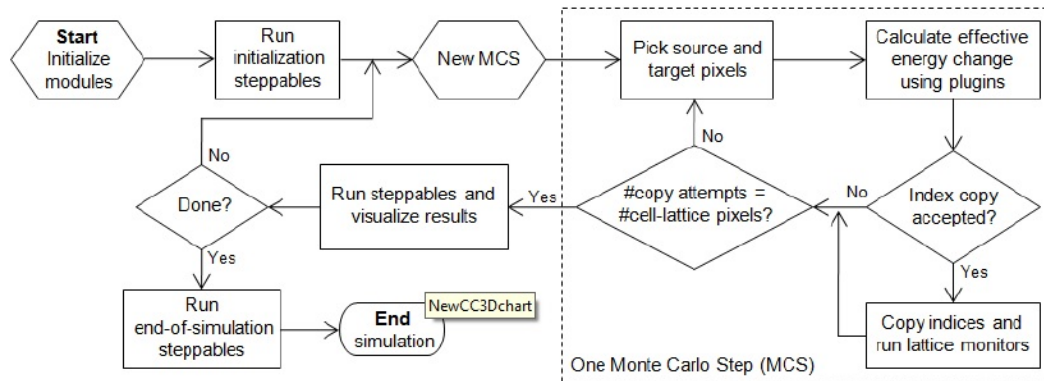 Start
Initialize
modules
Run
initialization
steppables
New MCS
Pick source and
target pixels
Calculate effective
energy change
using plugins
Index copy
accepted?
No
Yes
Copy indices and
run lattice monitors
#copy attempts =
#cell-lattice pixels?
No
Yes
Run steppables and
visualize results
Done?
No
Yes
Run
end-of-simulation
steppables
End
simulation
NewCC3Dchart
One Monte Carlo Step (MCS)